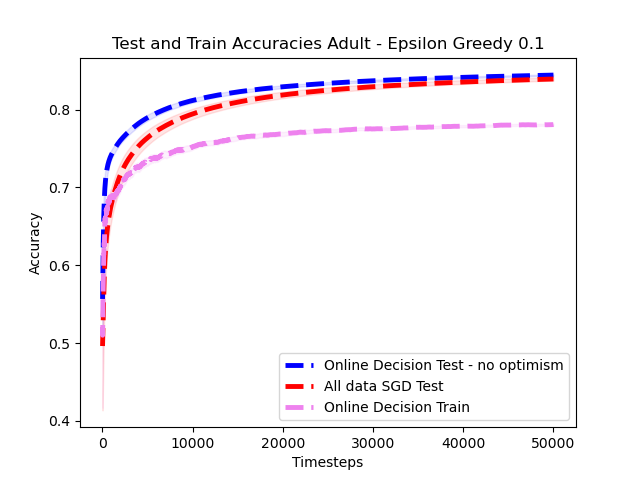 Test and Train Accuracies Adult - Epsilon Greedy 0.1
Accuracy
0.8
0.7
0.6
0.5
0.4
Online Decision Test - no optimism
All data SGD Test
Online Decision Train
0 10000 20000 30000 40000 50000
Timesteps